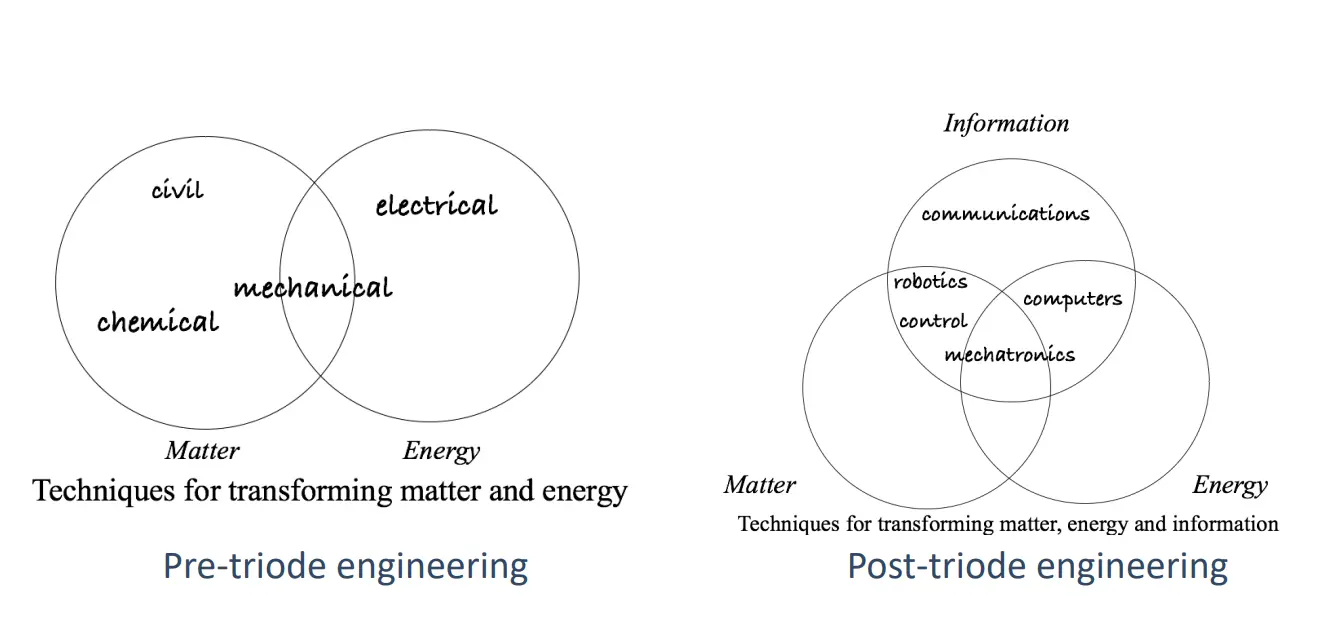 civil
electrical
mechanical
chemical
Matter
Energy
Techniques for transforming matter and energy
Pre-triode engineering
Information
communications
robotics
computers
control
mechatronics
Matter
Energy
Techniques for transforming matter, energy and information
Post-triode engineering